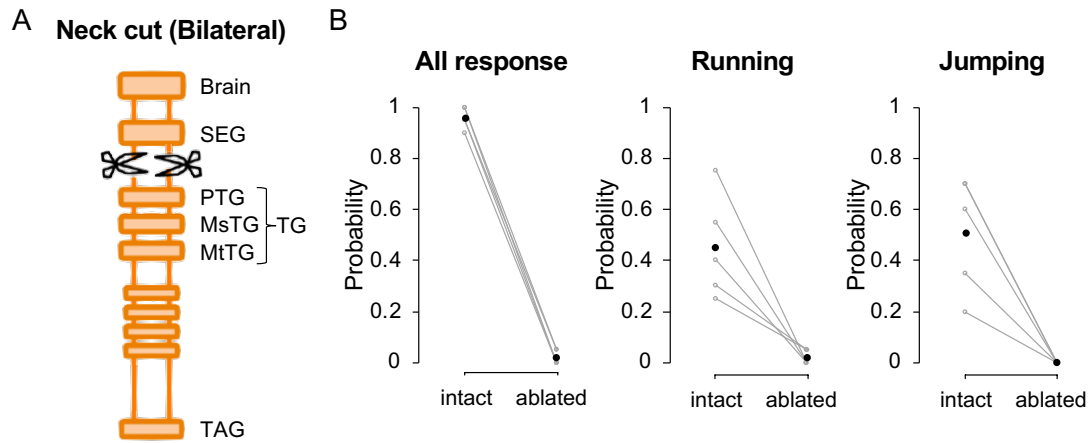 A
Neck cut (Bilateral)
Brain
SEG
PTG
MsTG
TG
MtTG
TAG
B
All response
Probability
1
0.8
0.6
0.4
0.2
0
intact
ablated
Running
Probability
1
0.8
0.6
0.4
0.2
0
intact
ablated
Jumping
Probability
1
0.8
0.6
0.4
0.2
0
intact
ablated